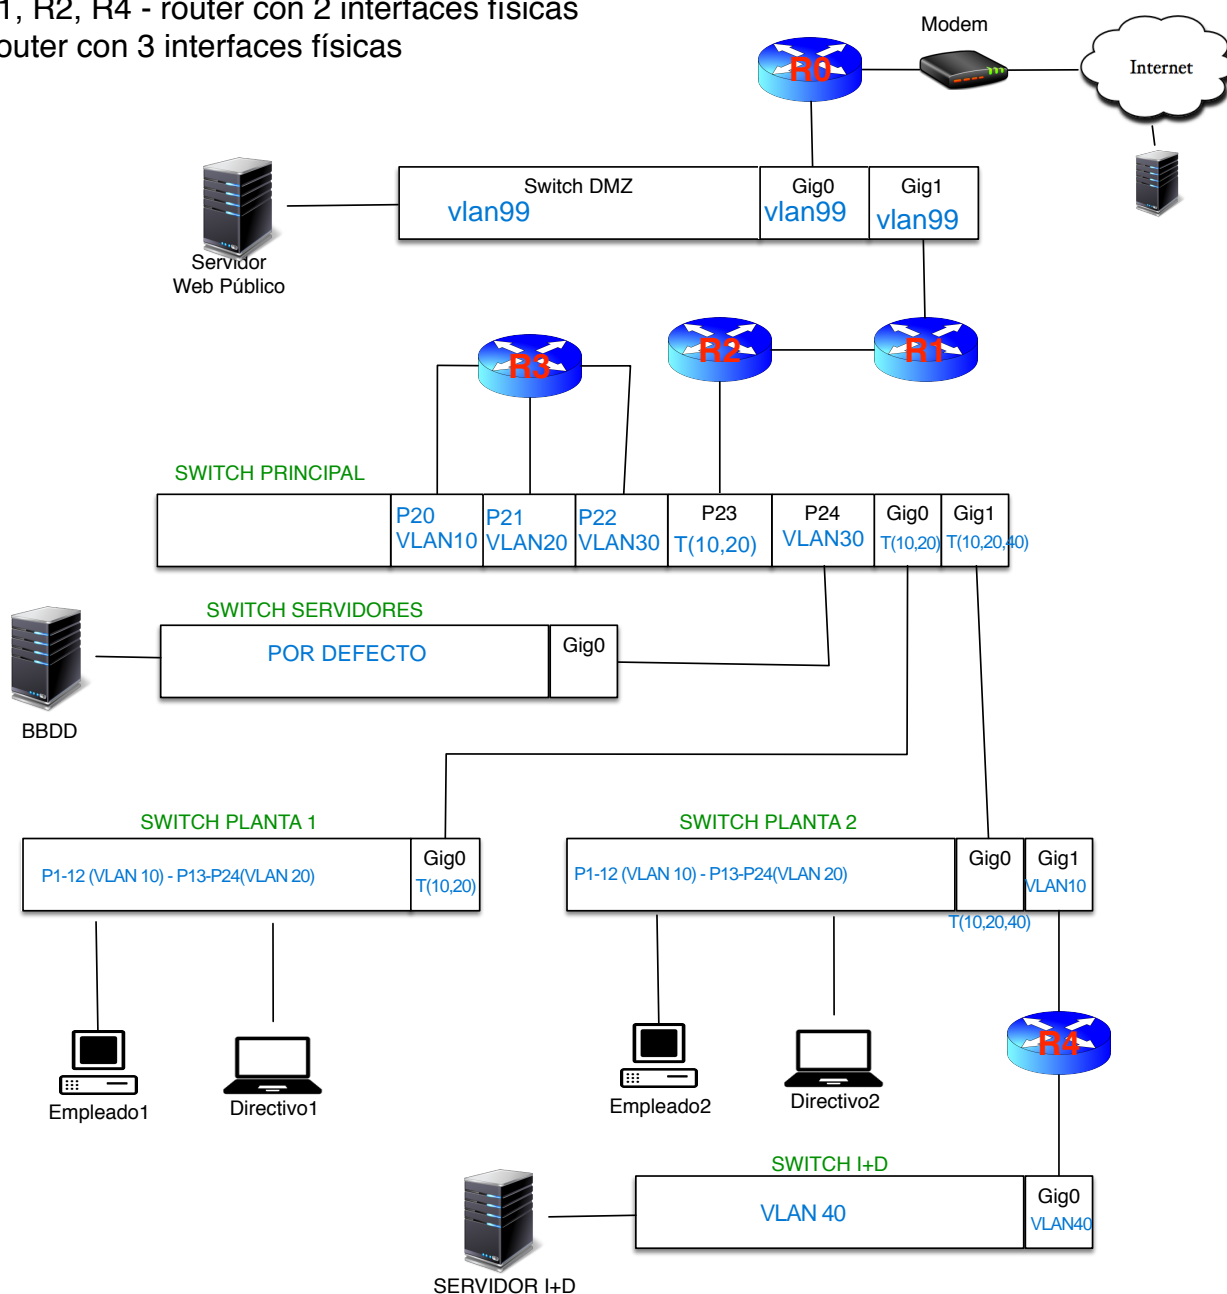 1, R2, R4 - router con 2 interfaces físicas
outer con 3 interfaces físicas
Modem
R0
Internet
Switch DMZ
vlan99
Gig0
vlan99
Gig1
vlan99
Servidor
Web Público
R3
R2
R1
SWITCH PRINCIPAL
P20
VLAN10
P21
VLAN20
P22
VLAN30
P23
T(10,20)
P24
VLAN30
Gig0
T(10,20)
Gig1
T(10,20,40)
SWITCH SERVIDORES
POR DEFECTO
Gig0
BBDD
SWITCH PLANTA 1
P1-12 (VLAN 10) - P13-P24(VLAN 20)
Gig0
T(10,20)
SWITCH PLANTA 2
P1-12 (VLAN 10) - P13-P24(VLAN 20)
Gig0
T(10,20,40)
Gig1
VLAN10
Empleado1
Directivo1
Empleado2
Directivo2
R4
SWITCH I+D
VLAN 40
Gig0
VLAN40
SERVIDOR I+D